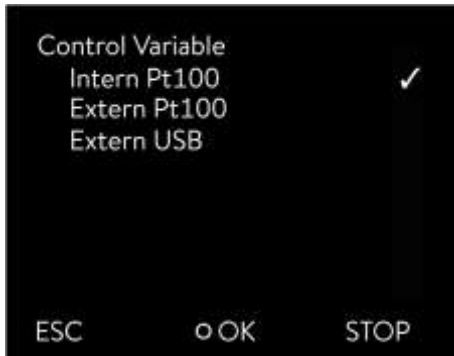 Control Variable
Intern Pt100 ✓
Extern Pt100
Extern USB
ESC OK STOP